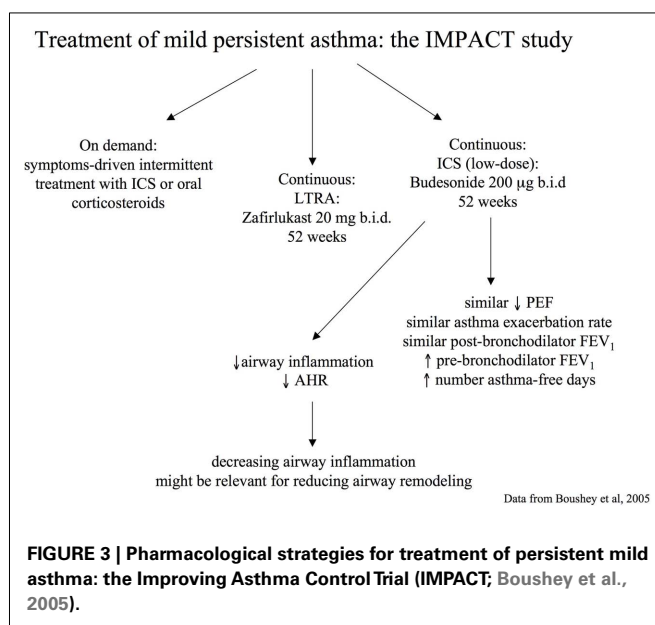 Treatment of mild persistent asthma: the IMPACT study
On demand:
symptoms-driven intermittent
treatment with ICS or oral
corticosteroids
Continuous:
LTRA:
Zafirlukast 20 mg b.i.d.
52 weeks
Continuous:
ICS (low-dose):
Budesonide 200 µg b.i.d
52 weeks
↓airway inflammation
↓ AHR
similar ↓ PEF
similar asthma exacerbation rate
similar post-bronchodilator FEV₁
↑ pre-bronchodilator FEV₁
↑ number asthma-free days
decreasing airway inflammation
might be relevant for reducing airway remodeling
Data from Boushey et al, 2005
FIGURE 3 | Pharmacological strategies for treatment of persistent mild
asthma: the Improving Asthma Control Trial (IMPACT; Boushey et al.,
2005).